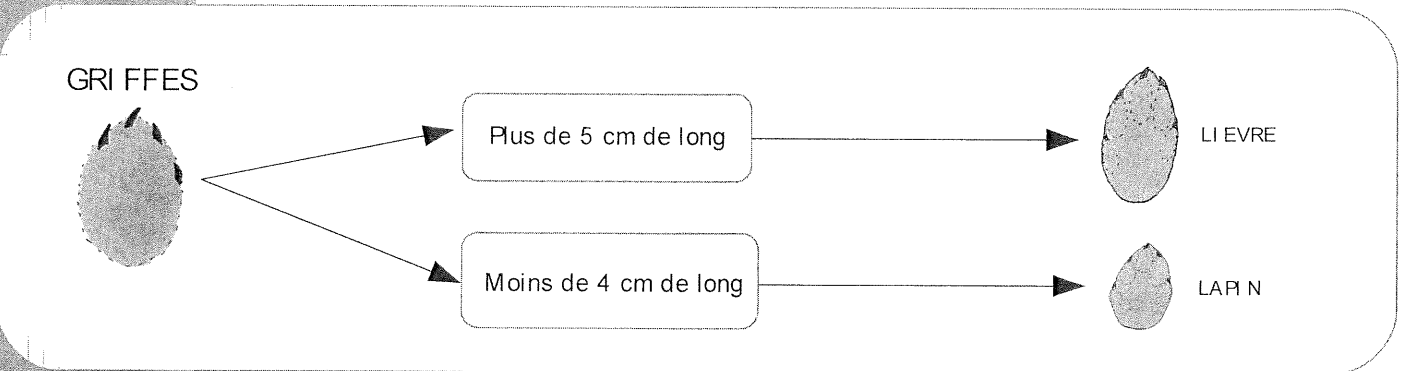 GRIFFES
Plus de 5 cm de long
LIEVRE
Moins de 4 cm de long
LAPIN